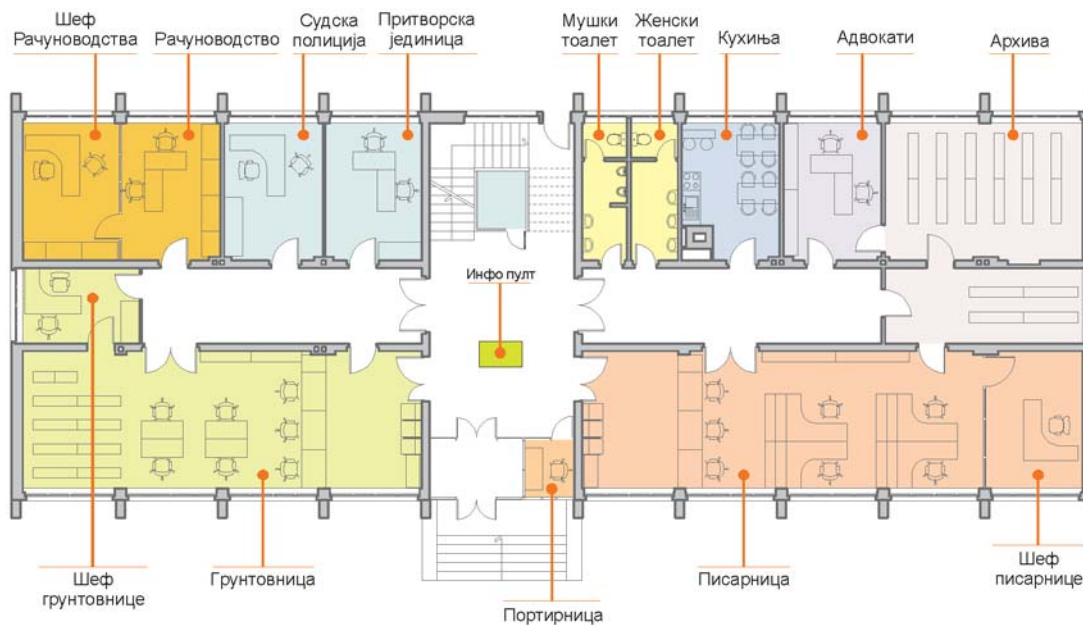 Шеф
Рачуноводства
Рачуноводство
Судска
полиција
Притворска
јединица
Мушки
тоалет
Женски
тоалет
Кухиња
Адвокати
Архива
Инфо пулт
Шеф
грунтовнице
Грунтовница
Портирница
Писарница
Шеф
писарнице